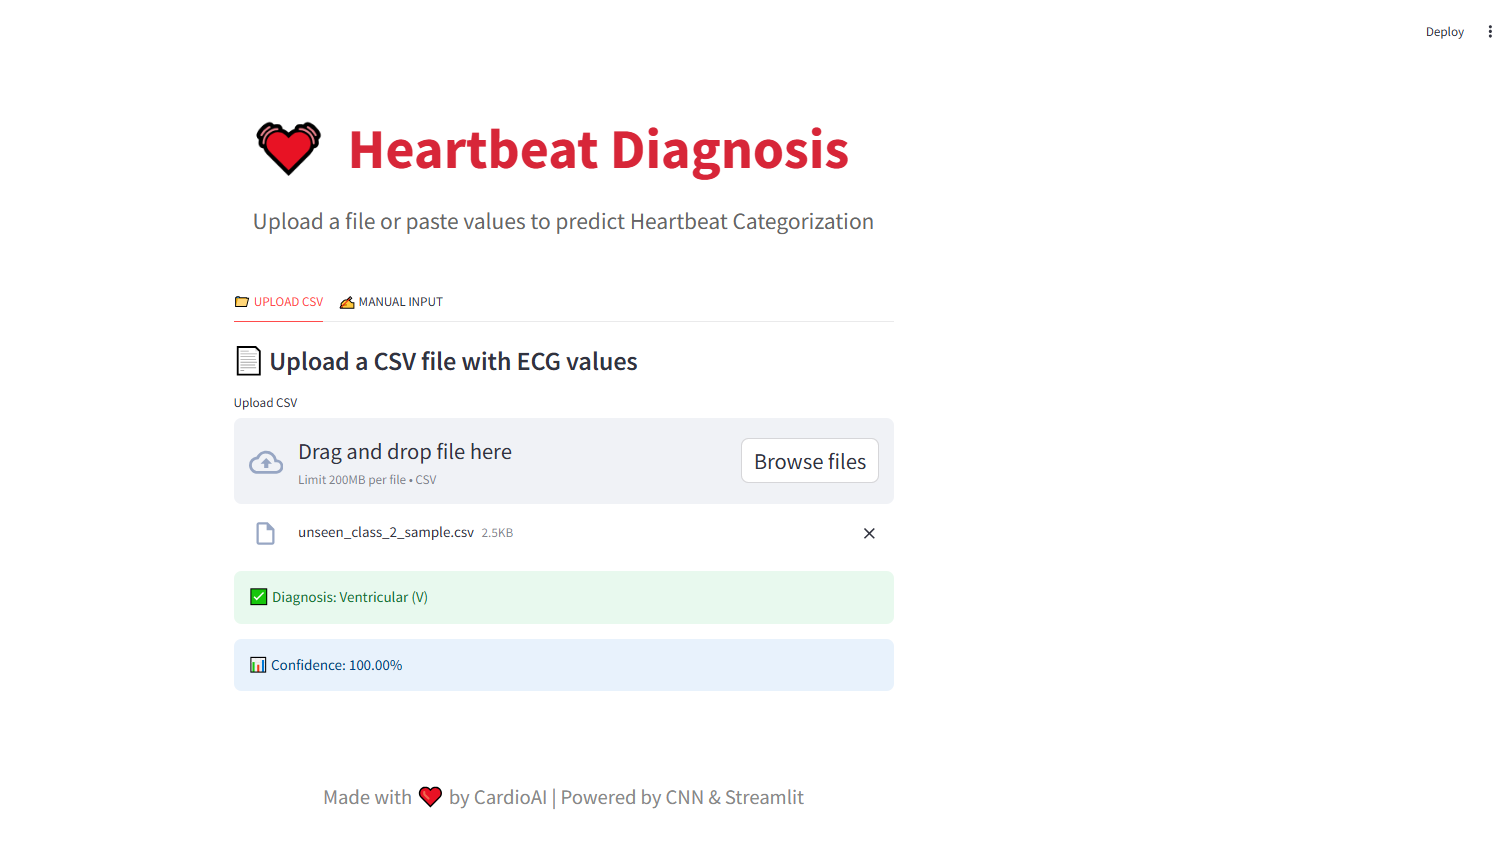 Deploy
Heartbeat Diagnosis
Upload a file or paste values to predict Heartbeat Categorization
UPLOAD CSV
MANUAL INPUT
Upload a CSV file with ECG values
Upload CSV
Drag and drop file here
Limit 200MB per file • CSV
Browse files
unseen_class_2_sample.csv 2.5KB
Diagnosis: Ventricular (V)
Confidence: 100.00%
Made with ❤️ by CardioAI | Powered by CNN & Streamlit